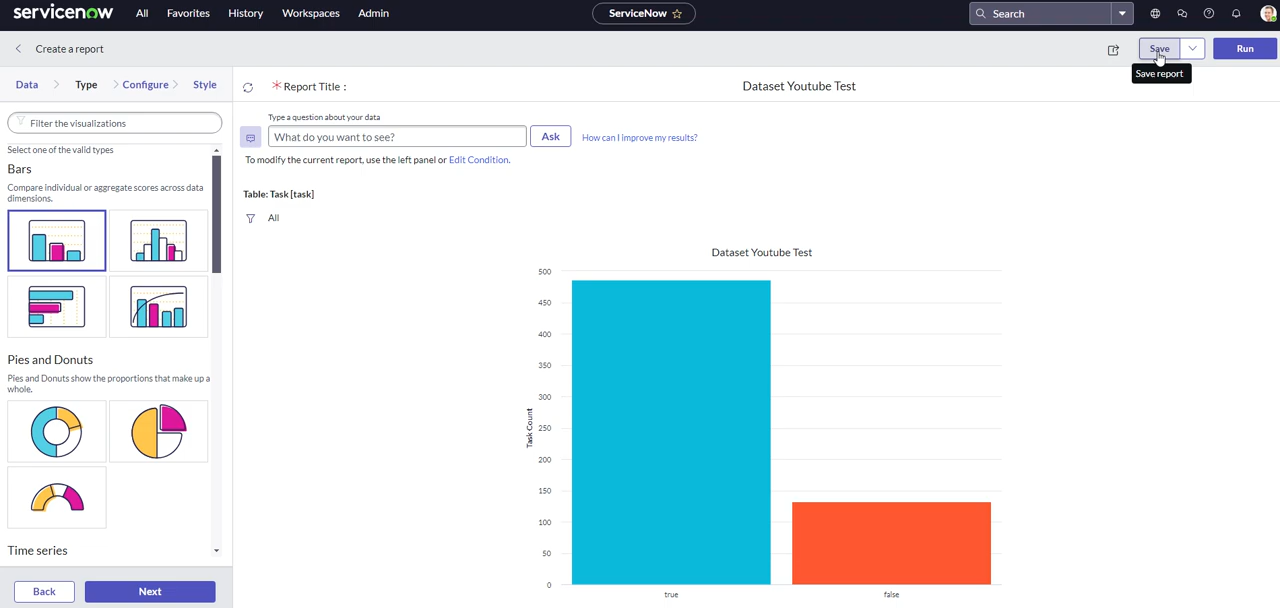 servicenow All Favorites History Workspaces Admin ServiceNow Search
Create a report Save Run
Save report
Data Type Configure Style
Filter the visualizations
Select one of the valid types
Bars
Compare individual or aggregate scores across data
dimensions.
Pies and Donuts
Pies and Donuts show the proportions that make up a
whole.
Time series
Back Next
*Report Title : Dataset Youtube Test
Type a question about your data
What do you want to see? Ask How can I improve my results?
To modify the current report, use the left panel or Edit Condition.
Table: Task [task]
All
Dataset Youtube Test
Task Count
500
450
400
350
300
250
200
150
100
50
0
true false